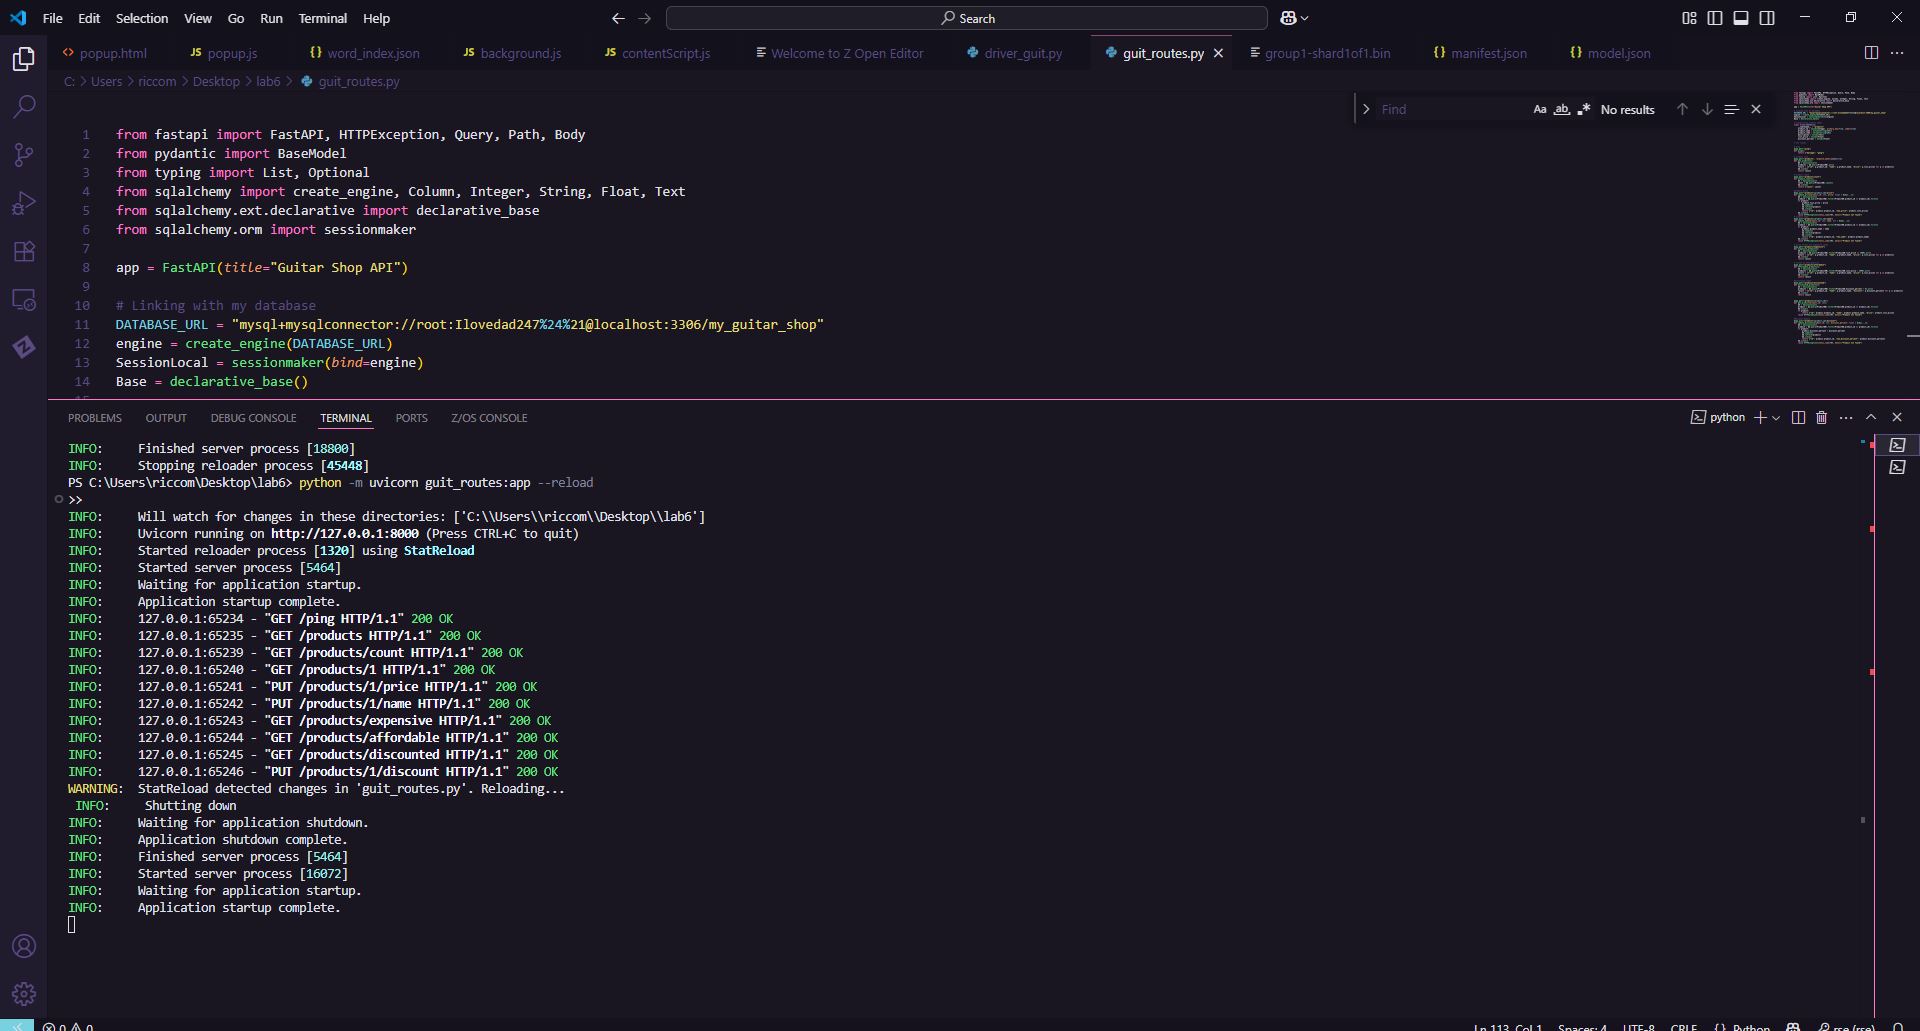 File Edit Selection View Go Run Terminal Help
Search
popup.html popup.js word_index.json background.js contentScript.js Welcome to Z Open Editor driver_guit.py guit_routes.py group1-shard1of1.bin manifest.json model.json
C: > Users > riccom > Desktop > lab6 > guit_routes.py
Find Aa ab .* No results
1 from fastapi import FastAPI, HTTPException, Query, Path, Body
2 from pydantic import BaseModel
3 from typing import List, Optional
4 from sqlalchemy import create_engine, Column, Integer, String, Float, Text
5 from sqlalchemy.ext.declarative import declarative_base
6 from sqlalchemy.orm import sessionmaker
7
8 app = FastAPI(title="Guitar Shop API")
9
10 # Linking with my database
11 DATABASE_URL = "mysql+mysqlconnector://root:Ilovedad247%24%21@localhost:3306/my_guitar_shop"
12 engine = create_engine(DATABASE_URL)
13 SessionLocal = sessionmaker(bind=engine)
14 Base = declarative_base()
PROBLEMS OUTPUT DEBUG CONSOLE TERMINAL PORTS Z/OS CONSOLE
python
INFO: Finished server process [18800]
INFO: Stopping reloader process [45448]
PS C:\Users\riccom\Desktop\lab6> python -m uvicorn guit_routes:app --reload
>>
INFO: Will watch for changes in these directories: ['C:\\Users\\riccom\\Desktop\\lab6']
INFO: Uvicorn running on http://127.0.0.1:8000 (Press CTRL+C to quit)
INFO: Started reloader process [1320] using StatReload
INFO: Started server process [5464]
INFO: Waiting for application startup.
INFO: Application startup complete.
INFO: 127.0.0.1:65234 - "GET /ping HTTP/1.1" 200 OK
INFO: 127.0.0.1:65235 - "GET /products HTTP/1.1" 200 OK
INFO: 127.0.0.1:65239 - "GET /products/count HTTP/1.1" 200 OK
INFO: 127.0.0.1:65240 - "GET /products/1 HTTP/1.1" 200 OK
INFO: 127.0.0.1:65241 - "PUT /products/1/price HTTP/1.1" 200 OK
INFO: 127.0.0.1:65242 - "PUT /products/1/name HTTP/1.1" 200 OK
INFO: 127.0.0.1:65243 - "GET /products/expensive HTTP/1.1" 200 OK
INFO: 127.0.0.1:65244 - "GET /products/affordable HTTP/1.1" 200 OK
INFO: 127.0.0.1:65245 - "GET /products/discounted HTTP/1.1" 200 OK
INFO: 127.0.0.1:65246 - "PUT /products/1/discount HTTP/1.1" 200 OK
WARNING: StatReload detected changes in 'guit_routes.py'. Reloading...
INFO: Shutting down
INFO: Waiting for application shutdown.
INFO: Application shutdown complete.
INFO: Finished server process [5464]
INFO: Started server process [16072]
INFO: Waiting for application startup.
INFO: Application startup complete.
0 0 Ln 113, Col 1 Spaces: 4 UTF-8 CRLF {} Python rse (rse)